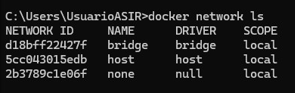 C:\Users\UsuarioASIR>docker network ls
NETWORK ID     NAME      DRIVER    SCOPE
d18bff22427f   bridge    bridge    local
5cc043015edb   host      host      local
2b3789c1e06f   none      null      local